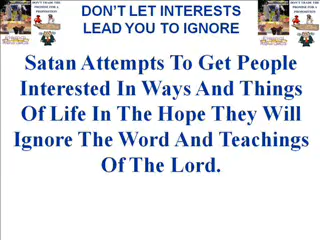 DON'T LET INTERESTS
LEAD YOU TO IGNORE
Satan Attempts To Get People
Interested In Ways And Things
Of Life In The Hope They Will
Ignore The Word And Teachings
Of The Lord.